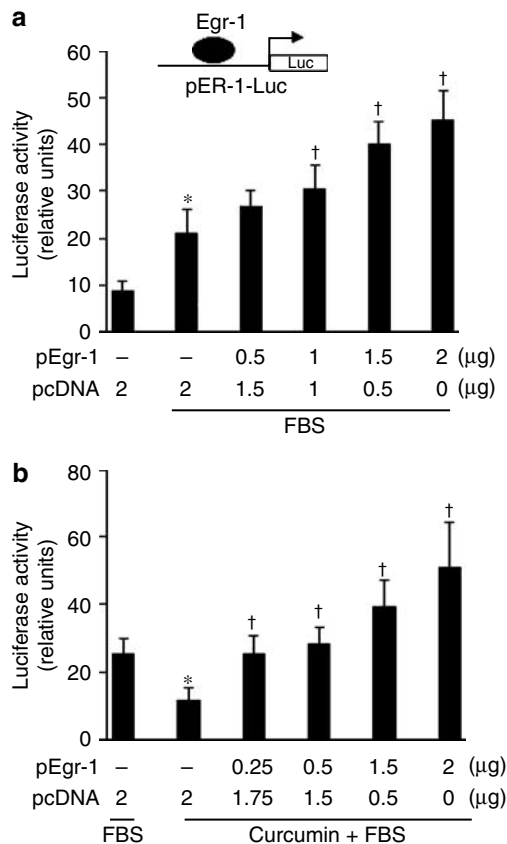 a
Egr-1
Luc
pER-1-Luc
Luciferase activity
(relative units)
60
50
40
30
20
10
0
*
†
†
†
pEgr-1 – – 0.5 1 1.5 2 (μg)
pcDNA 2 2 1.5 1 0.5 0 (μg)
FBS
b
Luciferase activity
(relative units)
80
60
40
20
0
*
†
†
†
†
pEgr-1 – – 0.25 0.5 1.5 2 (μg)
pcDNA 2 2 1.75 1.5 0.5 0 (μg)
FBS Curcumin + FBS